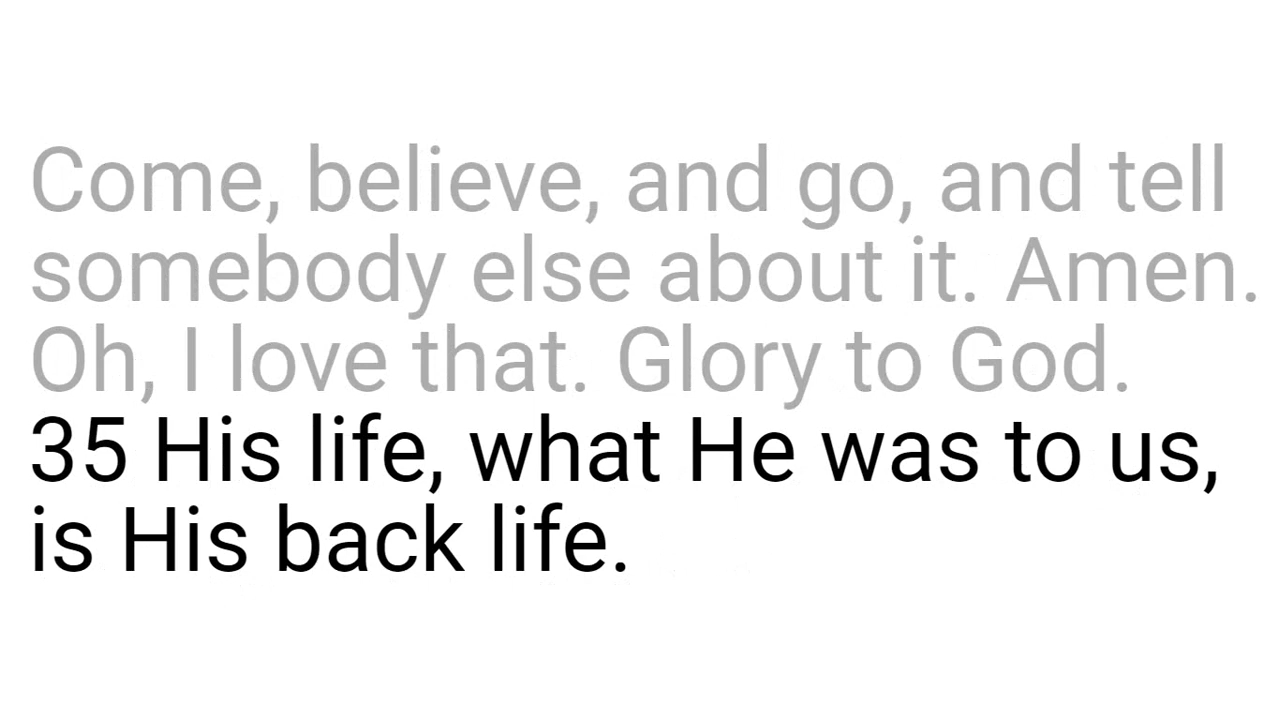 Come, believe, and go, and tell
somebody else about it. Amen.
Oh, I love that. Glory to God.
35 His life, what He was to us,
is His back life.